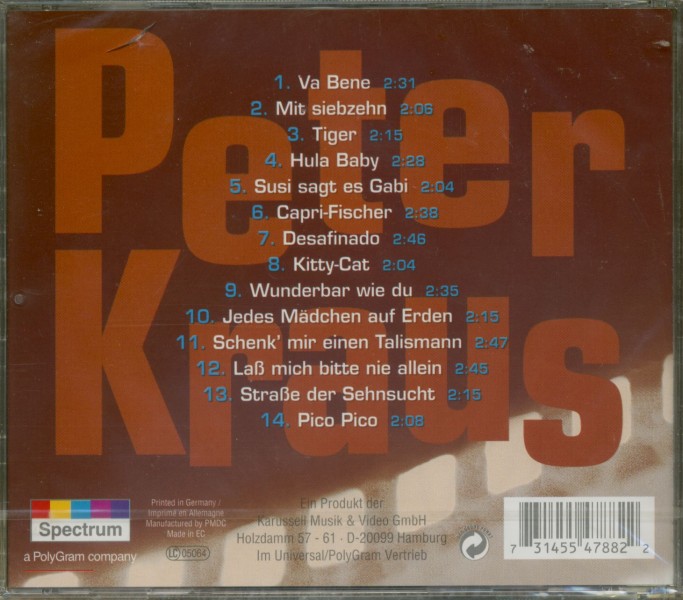 Peter
Kraus
1. Va Bene 2:31
2. Mit siebzehn 2:06
3. Tiger 2:15
4. Hula Baby 2:28
5. Susi sagt es Gabi 2:04
6. Capri-Fischer 2:38
7. Desafinado 2:46
8. Kitty-Cat 2:04
9. Wunderbar wie du 2:35
10. Jedes Mädchen auf Erden 2:15
11. Schenk' mir einen Talismann 2:47
12. Laß mich bitte nie allein 2:45
13. Straße der Sehnsucht 2:15
14. Pico Pico 2:08
Spectrum
a PolyGram company
Printed in Germany /
Imprimé en Allemagne
Manufactured by PMDC
Made in EC
LC 05064
Ein Produkt der
Karussell Musik & Video GmbH
Holzdamm 57 - 61 · D-20099 Hamburg
Im Universal/PolyGram Vertrieb
7 31455 47882 2